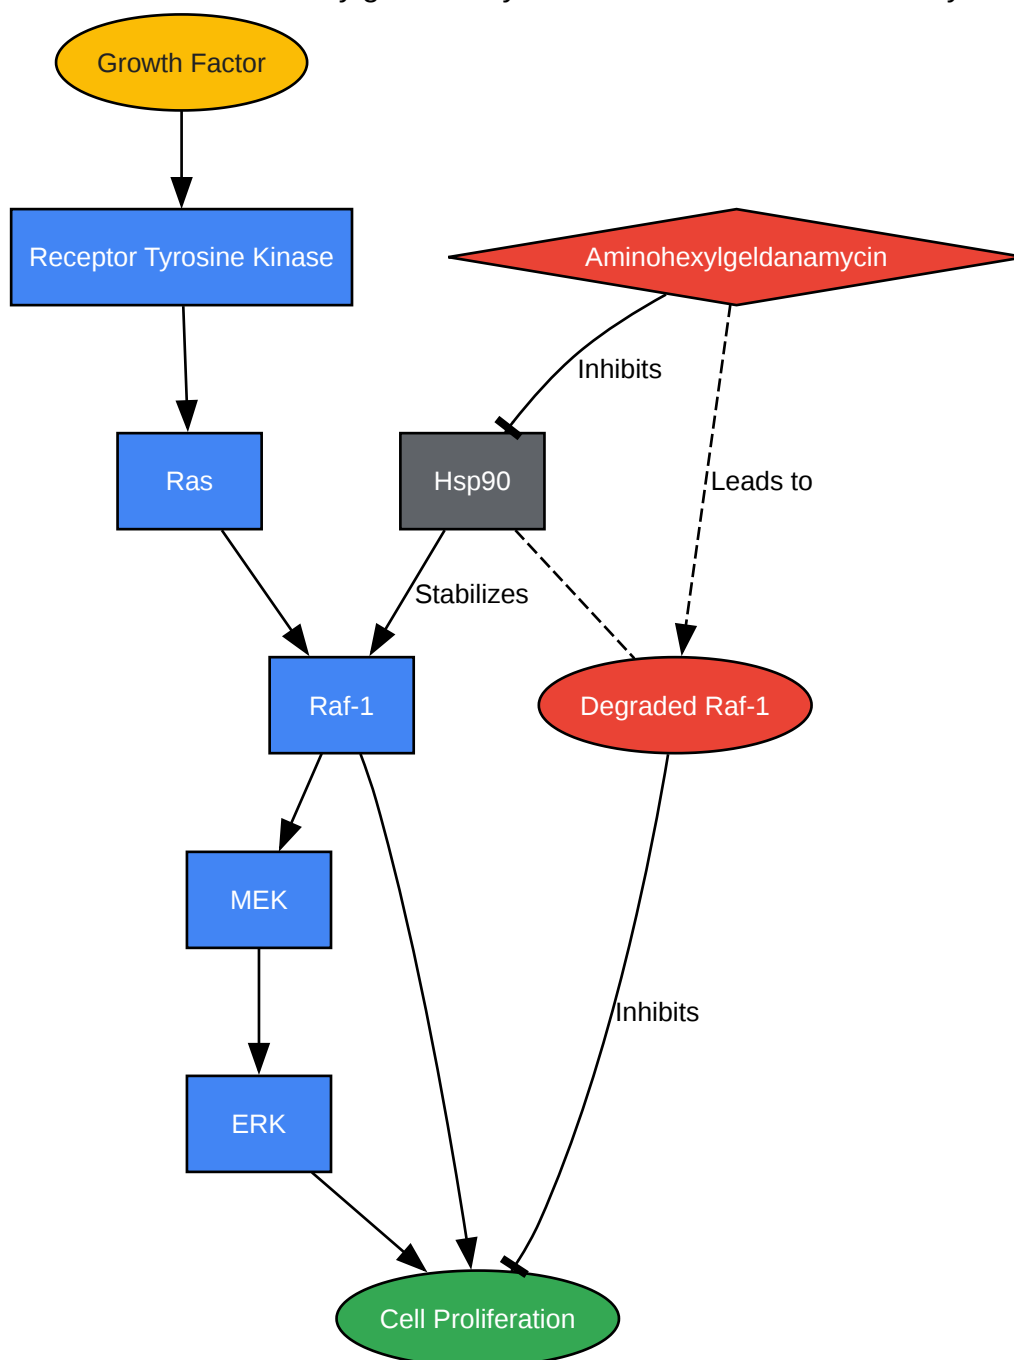 Growth Factor
Receptor Tyrosine Kinase
Aminohexylgeldanamycin
Inhibits
Ras
Hsp90
Leads to
Stabilizes
Raf-1
Degraded Raf-1
MEK
Inhibits
ERK
Cell Proliferation